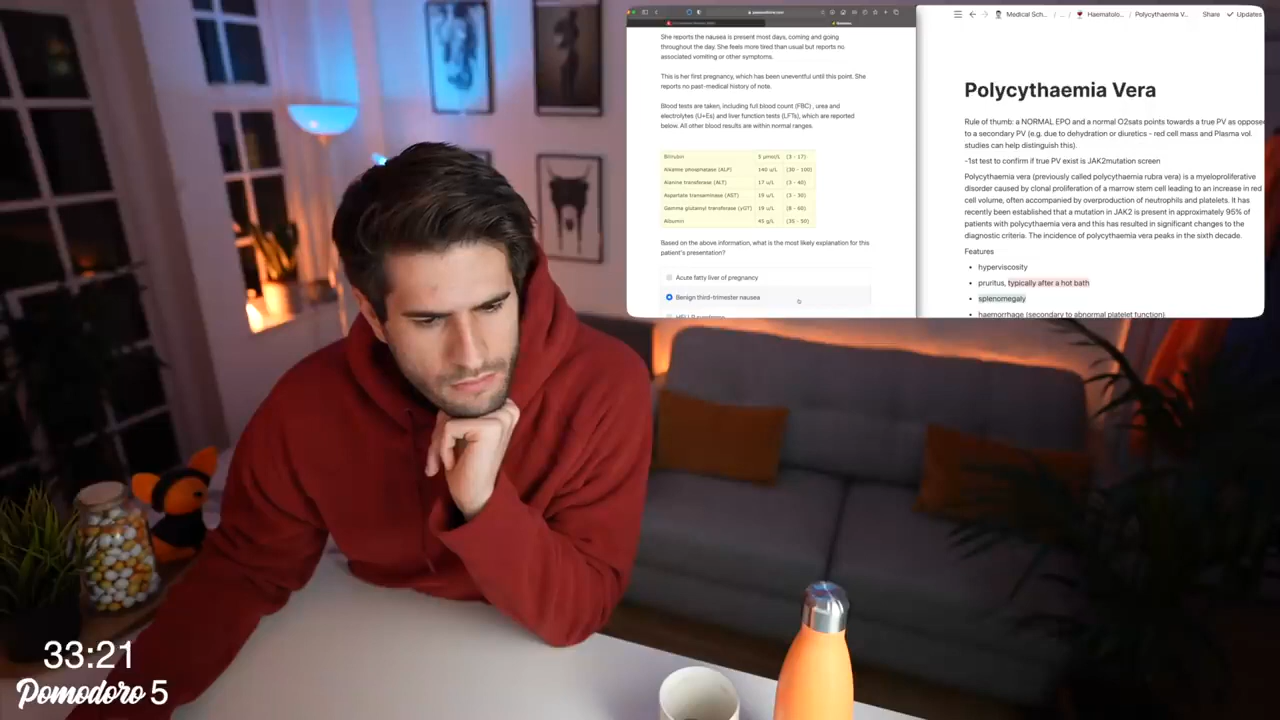 She reports the nausea is present most days, coming and going
throughout the day. She feels more tired than usual but reports no
associated vomiting or other symptoms.
This is her first pregnancy, which has been uneventful until this point. She
reports no past-medical history of note.
Blood tests are taken, including full blood count (FBC) , urea and
electrolytes (U+Es) and liver function tests (LFTs), which are reported
below. All other blood results are within normal ranges.
Bilirubin 5 µmol/L (3 - 17)
Alkaline phosphatase (ALP) 140 u/L (30 - 100)
Alanine transferase (ALT) 17 u/L (3 - 40)
Aspartate transaminase (AST) 19 u/L (3 - 30)
Gamma glutamyl transferase (yGT) 19 u/L (8 - 60)
Albumin 45 g/L (35 - 50)
Based on the above information, what is the most likely explanation for this
patient's presentation?
Acute fatty liver of pregnancy
Benign third-trimester nausea
Medical Sch... / ... / Haematolo... / Polycythaemia V... Share Updates
Polycythaemia Vera
Rule of thumb: a NORMAL EPO and a normal O2sats points towards a true PV as oppose
to a secondary PV (e.g. due to dehydration or diuretics - red cell mass and Plasma vol.
studies can help distinguish this).
-1st test to confirm if true PV exist is JAK2mutation screen
Polycythaemia vera (previously called polycythaemia rubra vera) is a myeloproliferative
disorder caused by clonal proliferation of a marrow stem cell leading to an increase in red
cell volume, often accompanied by overproduction of neutrophils and platelets. It has
recently been established that a mutation in JAK2 is present in approximately 95% of
patients with polycythaemia vera and this has resulted in significant changes to the
diagnostic criteria. The incidence of polycythaemia vera peaks in the sixth decade.
Features
• hyperviscosity
• pruritus, typically after a hot bath
• splenomegaly
• haemorrhage (secondary to abnormal platelet function)
33:21
Pomodoro 5